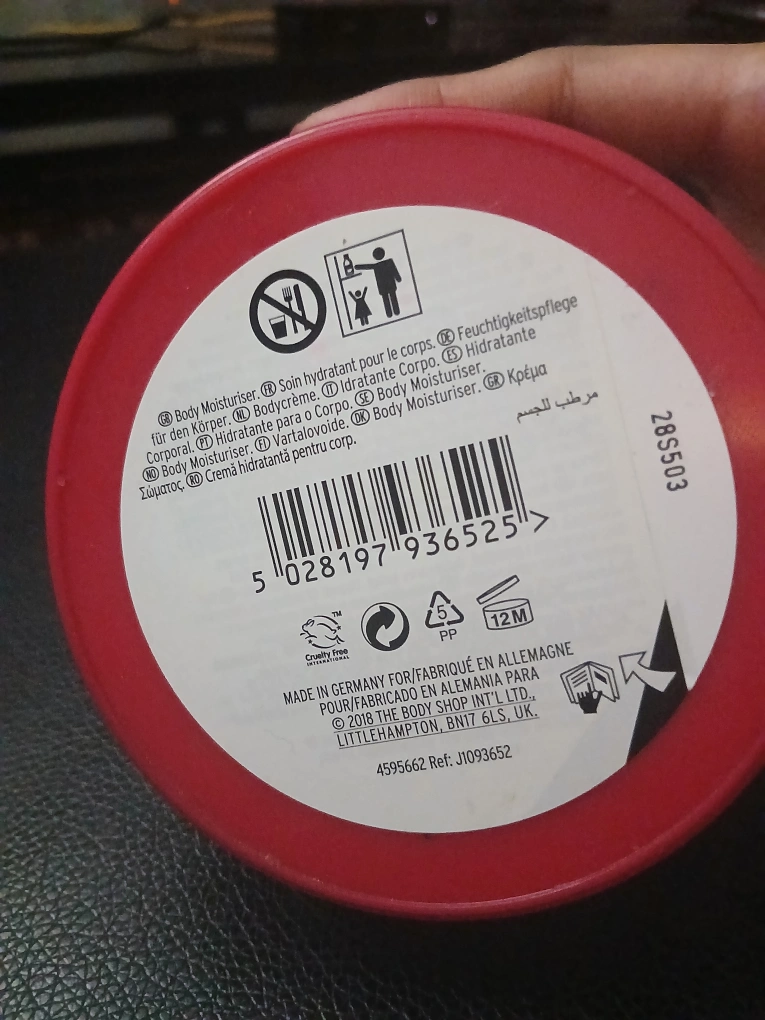 GB Body Moisturiser. FR Soin hydratant pour le corps. DE Feuchtigkeitspflege
für den Körper. NL Bodycrème. IT Idratante Corpo. ES Hidratante
Corporal. PT Hidratante para o Corpo. SE Body Moisturiser.
NO Body Moisturiser. FI Vartalovoide. DK Body Moisturiser. GR Κρέμα
Σώματος. RO Cremă hidratantă pentru corp.
مرطب للجسم
28S503
5 028197 936525 >
TM
Cruelty Free
INTERNATIONAL
5
PP
12M
MADE IN GERMANY FOR/FABRIQUÉ EN ALLEMAGNE
POUR/FABRICADO EN ALEMANIA PARA
© 2018 THE BODY SHOP INT'L LTD.,
LITTLEHAMPTON, BN17 6LS, UK.
4595662 Ref: J1093652